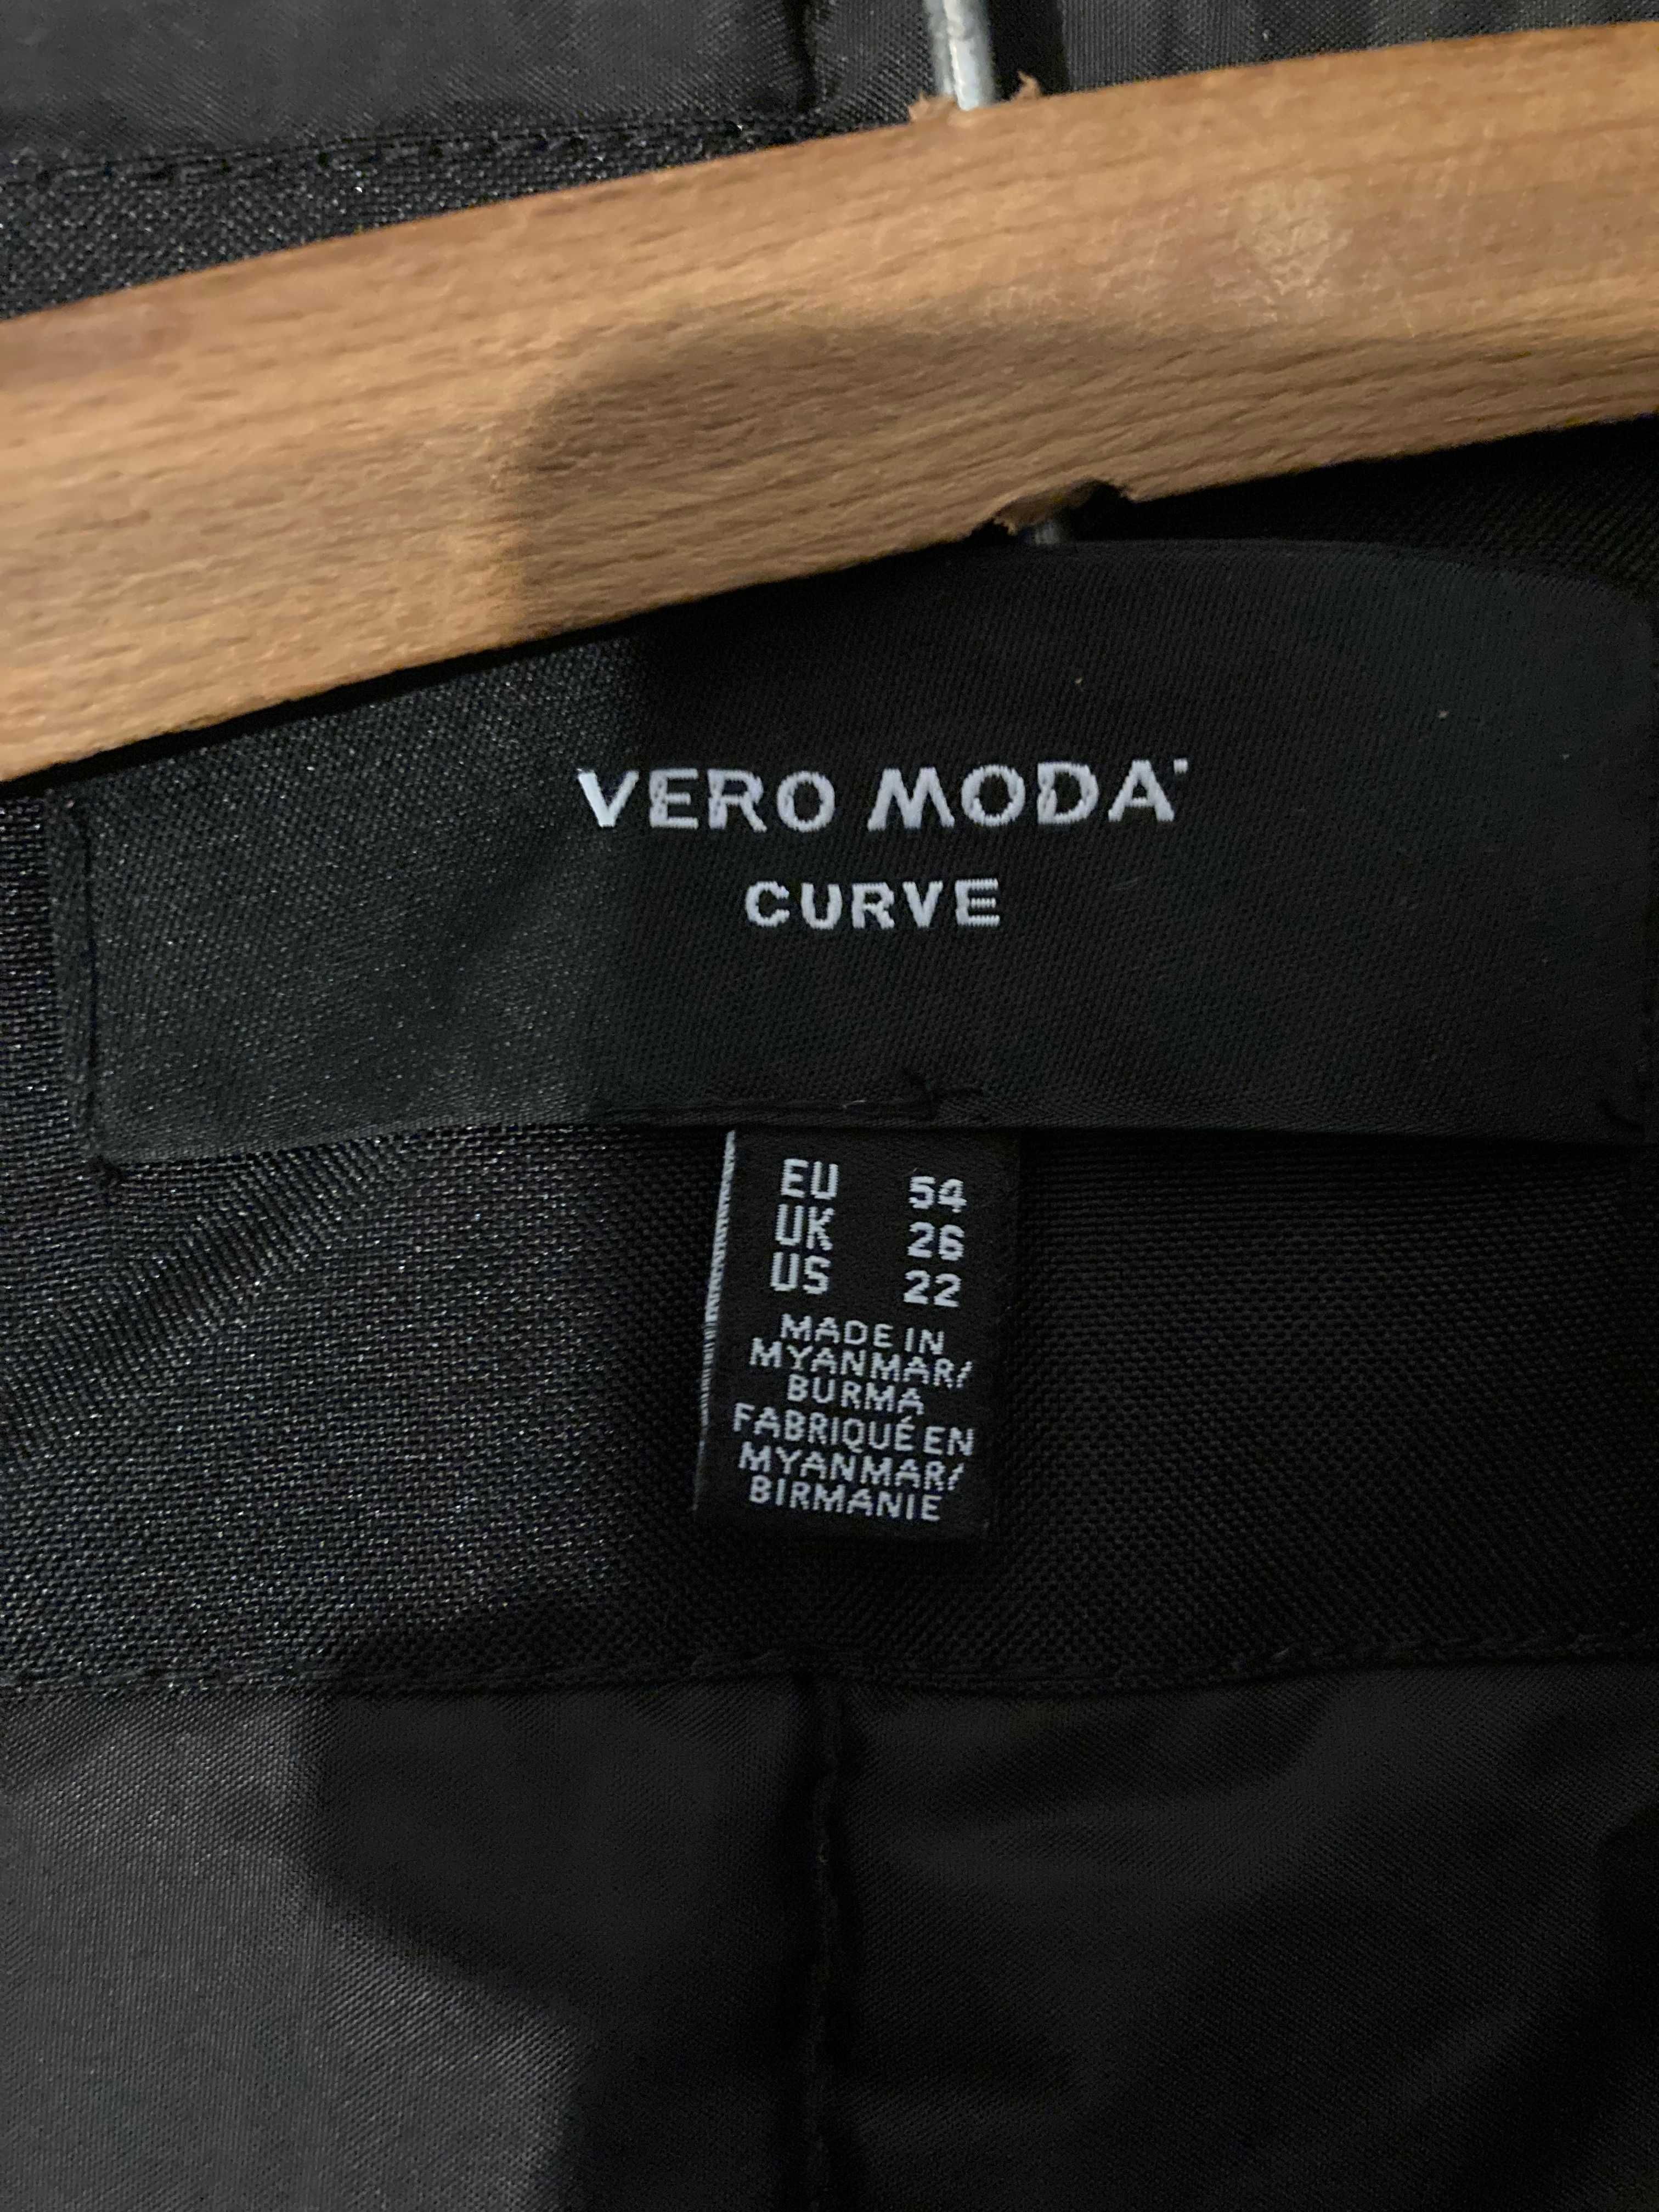 VERO MODA
CURVE
EU 54
UK 26
US 22
MADE IN
MYANMAR/
BURMA
FABRIQUÉ EN
MYANMAR/
BIRMANIE